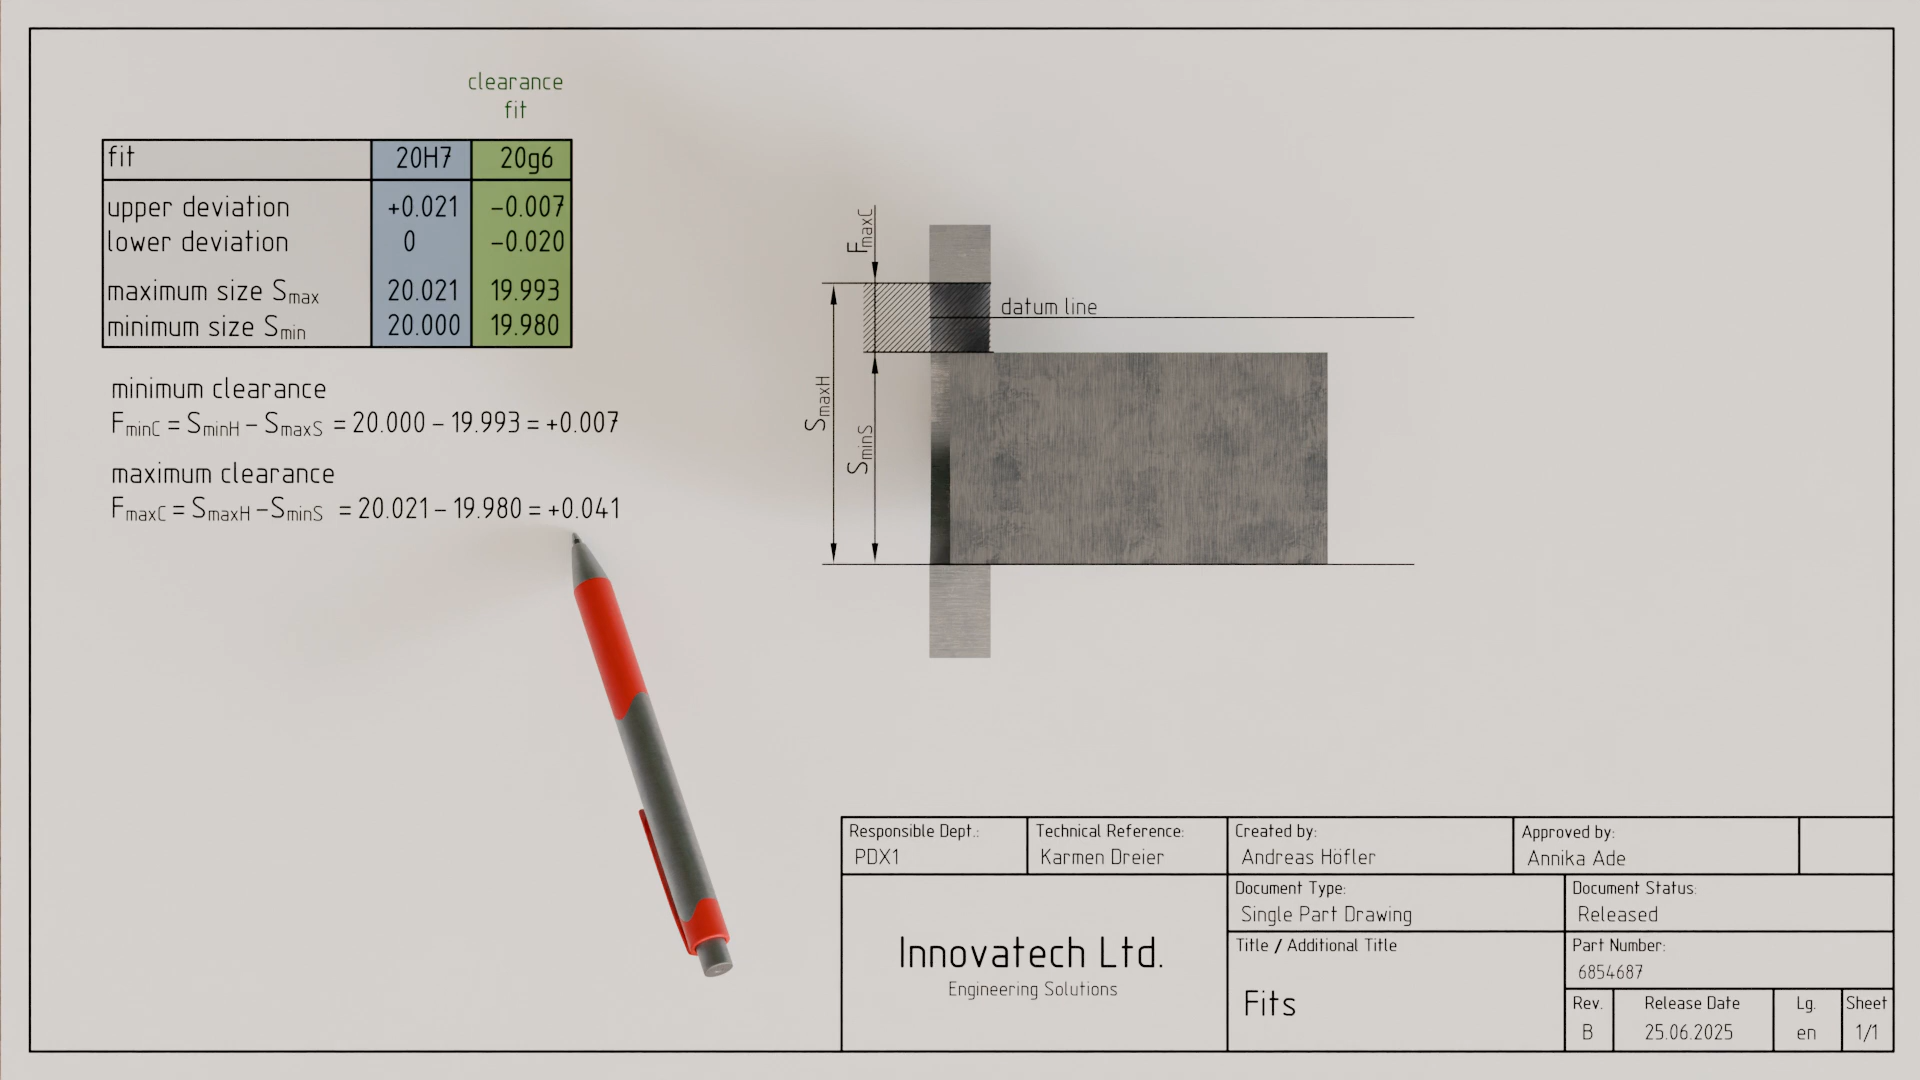 clearance
fit
fit 20H7 20g6
upper deviation +0.021 −0.007
lower deviation 0 −0.020
maximum size Smax 20.021 19.993
minimum size Smin 20.000 19.980
minimum clearance
FminC = SminH − SmaxS = 20.000 − 19.993 = +0.007
maximum clearance
FmaxC = SmaxH −SminS = 20.021 − 19.980 = +0.041
FmaxC
datum line
SmaxH
SminS
Responsible Dept.: Technical Reference: Created by: Approved by:
PDX1 Karmen Dreier Andreas Höfler Annika Ade
Document Type: Document Status:
Single Part Drawing Released
Innovatech Ltd.
Engineering Solutions
Title / Additional Title
Fits
Part Number:
6854687
Rev. Release Date Lg. Sheet
B 25.06.2025 en 1/1